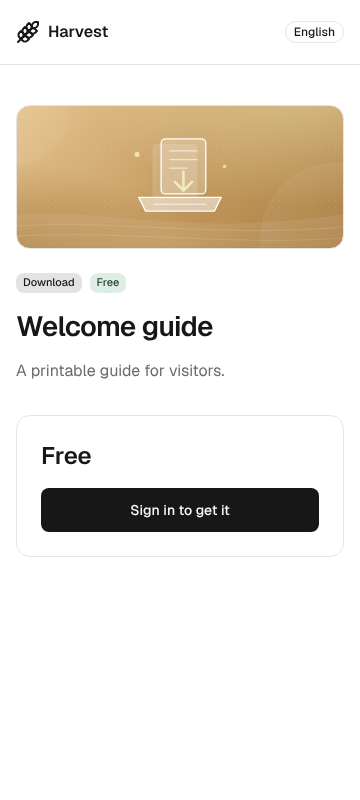 Harvest
English
Download
Free
Welcome guide
A printable guide for visitors.
Free
Sign in to get it